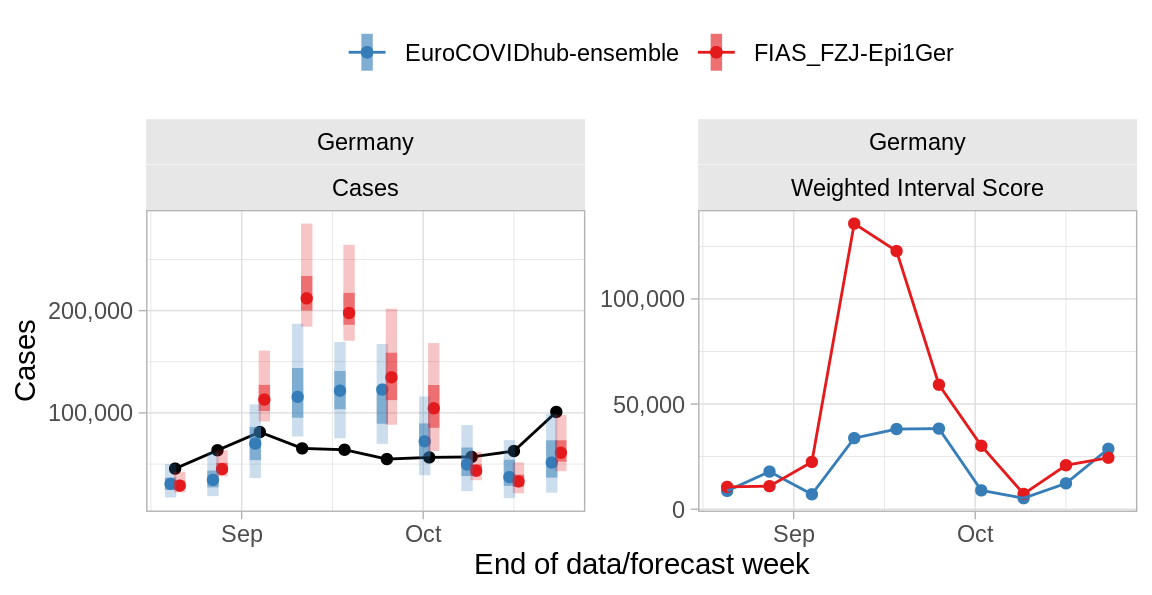 EuroCOVIDhub-ensemble FIAS_FZJ-Epi1Ger
Germany
Cases
Cases
200,000
100,000
Sep Oct
Germany
Weighted Interval Score
100,000
50,000
0
Sep Oct
End of data/forecast week